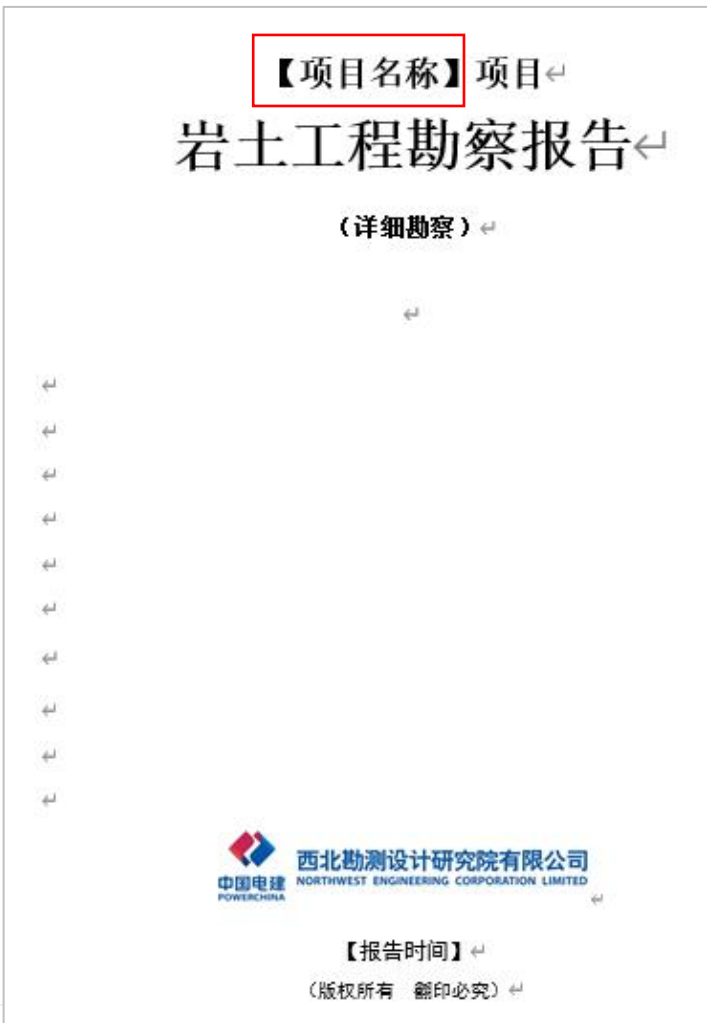 【项目名称】项目
岩土工程勘察报告
（详细勘察）
中国电建
POWERCHINA
西北勘测设计研究院有限公司
NORTHWEST ENGINEERING CORPORATION LIMITED
【报告时间】
（版权所有　翻印必究）